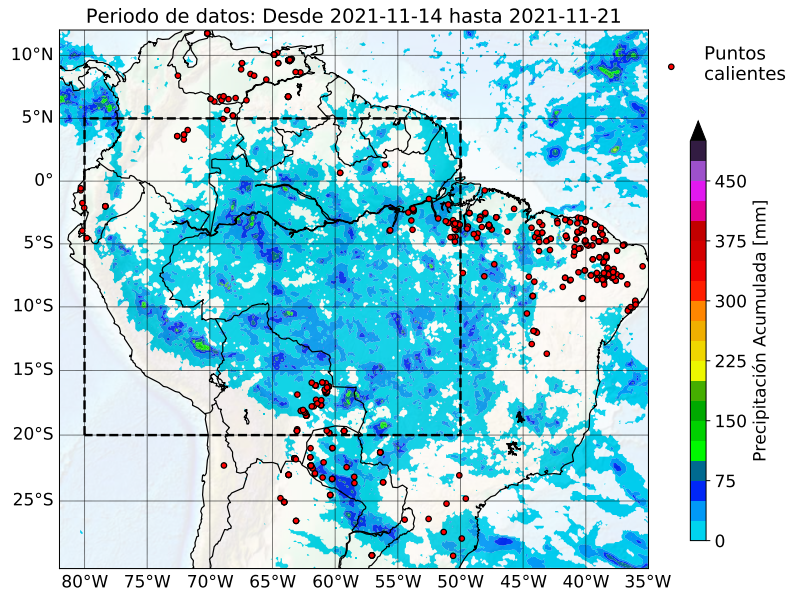 Periodo de datos: Desde 2021-11-14 hasta 2021-11-21
10°N
5°N
0°
5°S
10°S
15°S
20°S
25°S
80°W
75°W
70°W
65°W
60°W
55°W
50°W
45°W
40°W
35°W
Puntos
calientes
450
375
300
225
150
75
0
Precipitación Acumulada [mm]